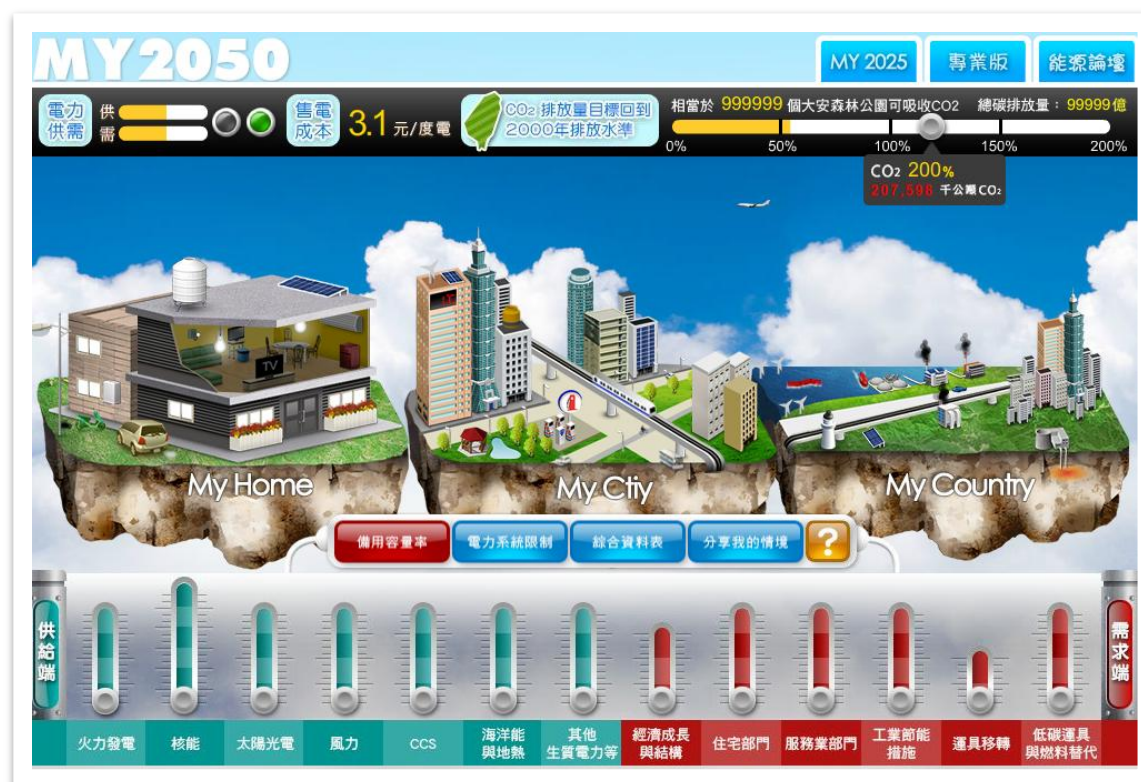 MY2050
MY 2025
專業版
能源論壇
電力
供需
供
需
售電
成本
3.1 元/度電
CO₂ 排放量目標回到
2000年排放水準
相當於 999999 個大安森林公園可吸收CO2 總碳排放量：99999億
0% 50% 100% 150% 200%
CO₂ 200%
207,598 千公噸CO₂
TV
My Home
My Ctiy
My Country
備用容量率
電力系統限制
綜合資料表
分享我的情境
?
供給端
需求端
火力發電
核能
太陽光電
風力
CCS
海洋能
與地熱
其他
生質電力等
經濟成長
與結構
住宅部門
服務業部門
工業節能
措施
運具移轉
低碳運具
與燃料替代